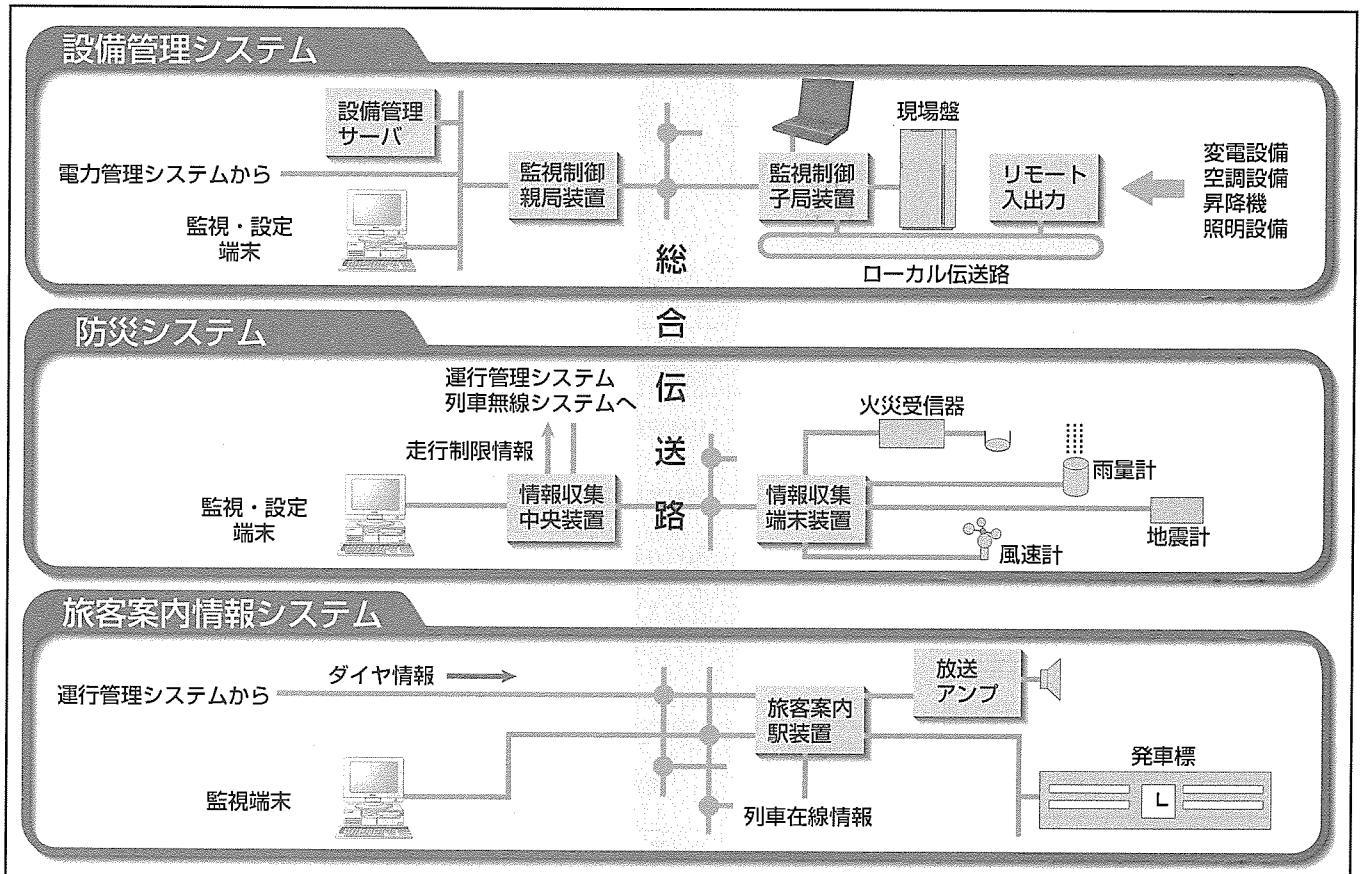 設備管理システム
設備管理
サーバ
電力管理システムから
監視・設定
端末
監視制御
親局装置
監視制御
子局装置
現場盤
リモート
入出力
変電設備
空調設備
昇降機
照明設備
ローカル伝送路
総合伝送路
防災システム
運行管理システム
列車無線システムへ
走行制限情報
監視・設定
端末
情報収集
中央装置
情報収集
端末装置
火災受信器
雨量計
地震計
風速計
旅客案内情報システム
ダイヤ情報
運行管理システムから
監視端末
旅客案内
駅装置
放送
アンプ
発車標
列車在線情報